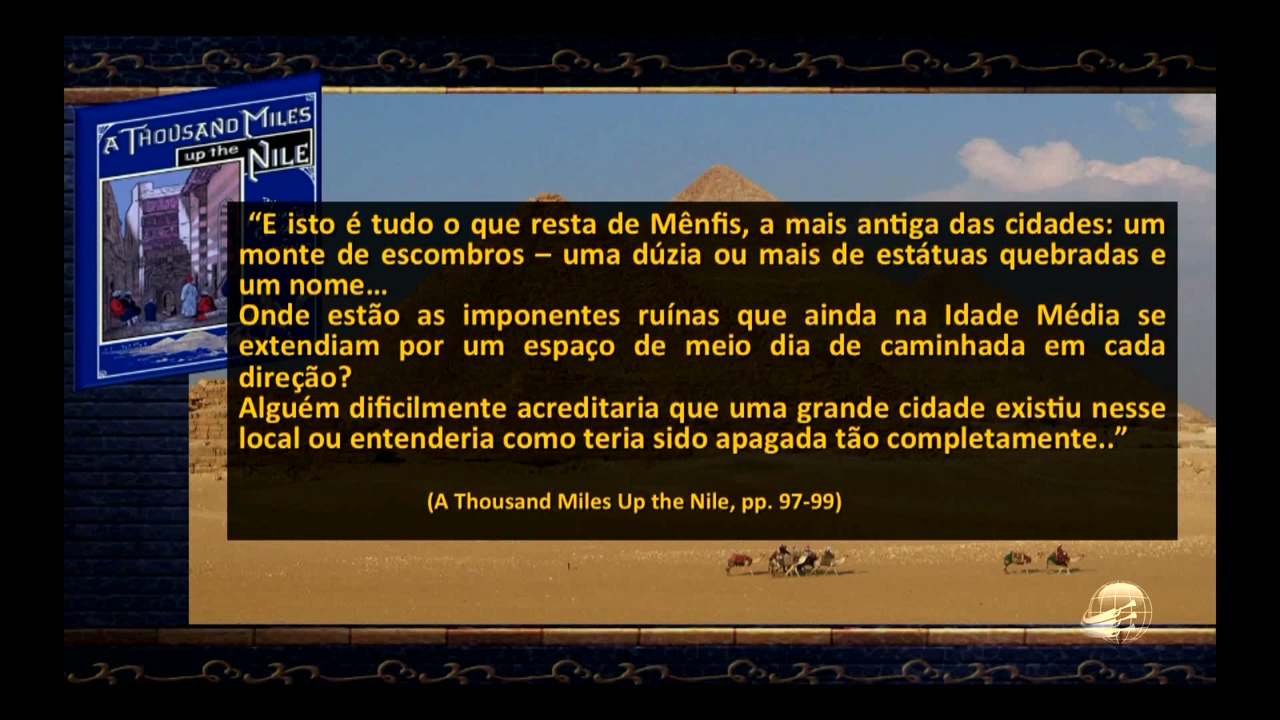 A THOUSAND MILES
up the NILE
“E isto é tudo o que resta de Mênfis, a mais antiga das cidades: um
monte de escombros – uma dúzia ou mais de estátuas quebradas e
um nome...
Onde estão as imponentes ruínas que ainda na Idade Média se
extendiam por um espaço de meio dia de caminhada em cada
direção?
Alguém dificilmente acreditaria que uma grande cidade existiu nesse
local ou entenderia como teria sido apagada tão completamente..”
(A Thousand Miles Up the Nile, pp. 97-99)